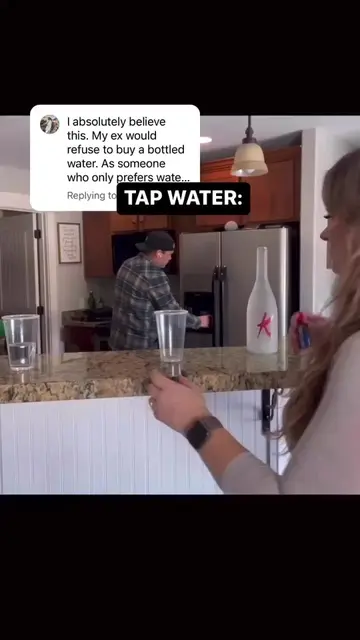 I absolutely believe
this. My ex would
refuse to buy a bottled
water. As someone
who only prefers wate...
Replying to
TAP WATER:
K